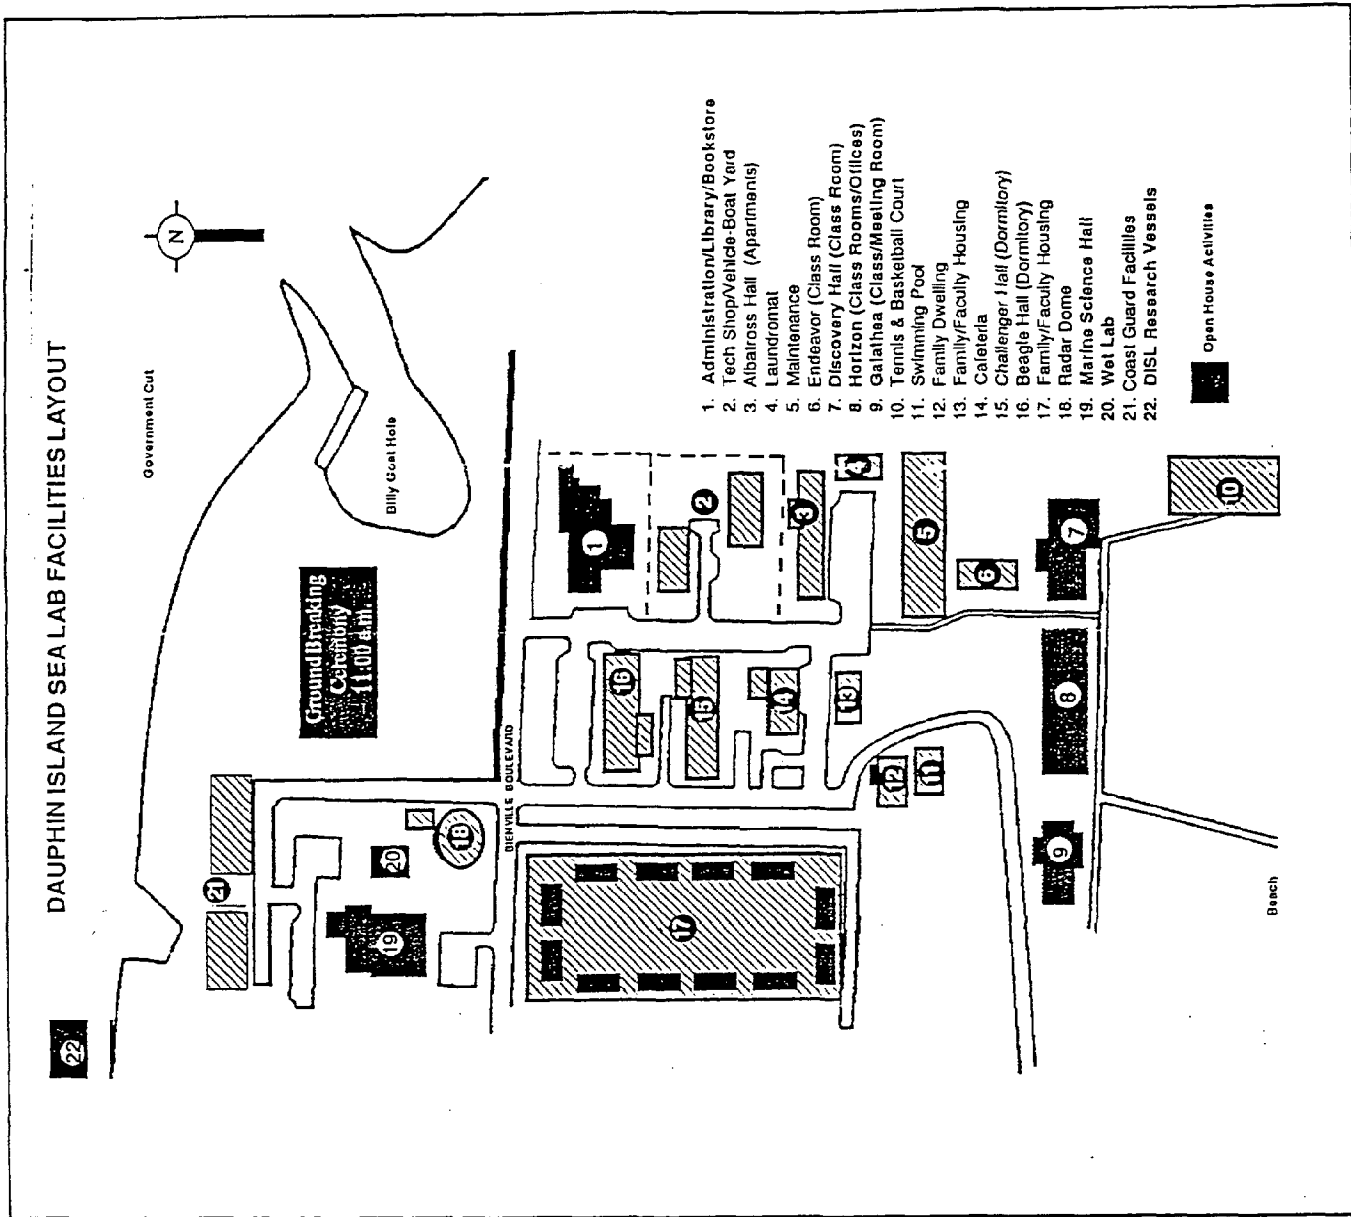 DAUPHIN ISLAND SEA LAB FACILITIES LAYOUT
Government Cut
N
Billy Goat Hole
Ground Breaking
Ceremony
11:00 a.m.
BIENVILLE BOULEVARD
22
21
20
19
18
17
16
15
14
13
12
11
1
2
3
4
5
6
7
8
9
10
Beach
1. Administration/Library/Bookstore
2. Tech Shop/Vehicle-Boat Yard
3. Albatross Hall (Apartments)
4. Laundromat
5. Maintenance
6. Endeavor (Class Room)
7. Discovery Hall (Class Room)
8. Horizon (Class Rooms/Offices)
9. Galathea (Class/Meeting Room)
10. Tennis & Basketball Court
11. Swimming Pool
12. Family Dwelling
13. Family/Faculty Housing
14. Cafeteria
15. Challenger Hall (Dormitory)
16. Beagle Hall (Dormitory)
17. Family/Faculty Housing
18. Radar Dome
19. Marine Science Hall
20. Wet Lab
21. Coast Guard Facilities
22. DISL Research Vessels
Open House Activities